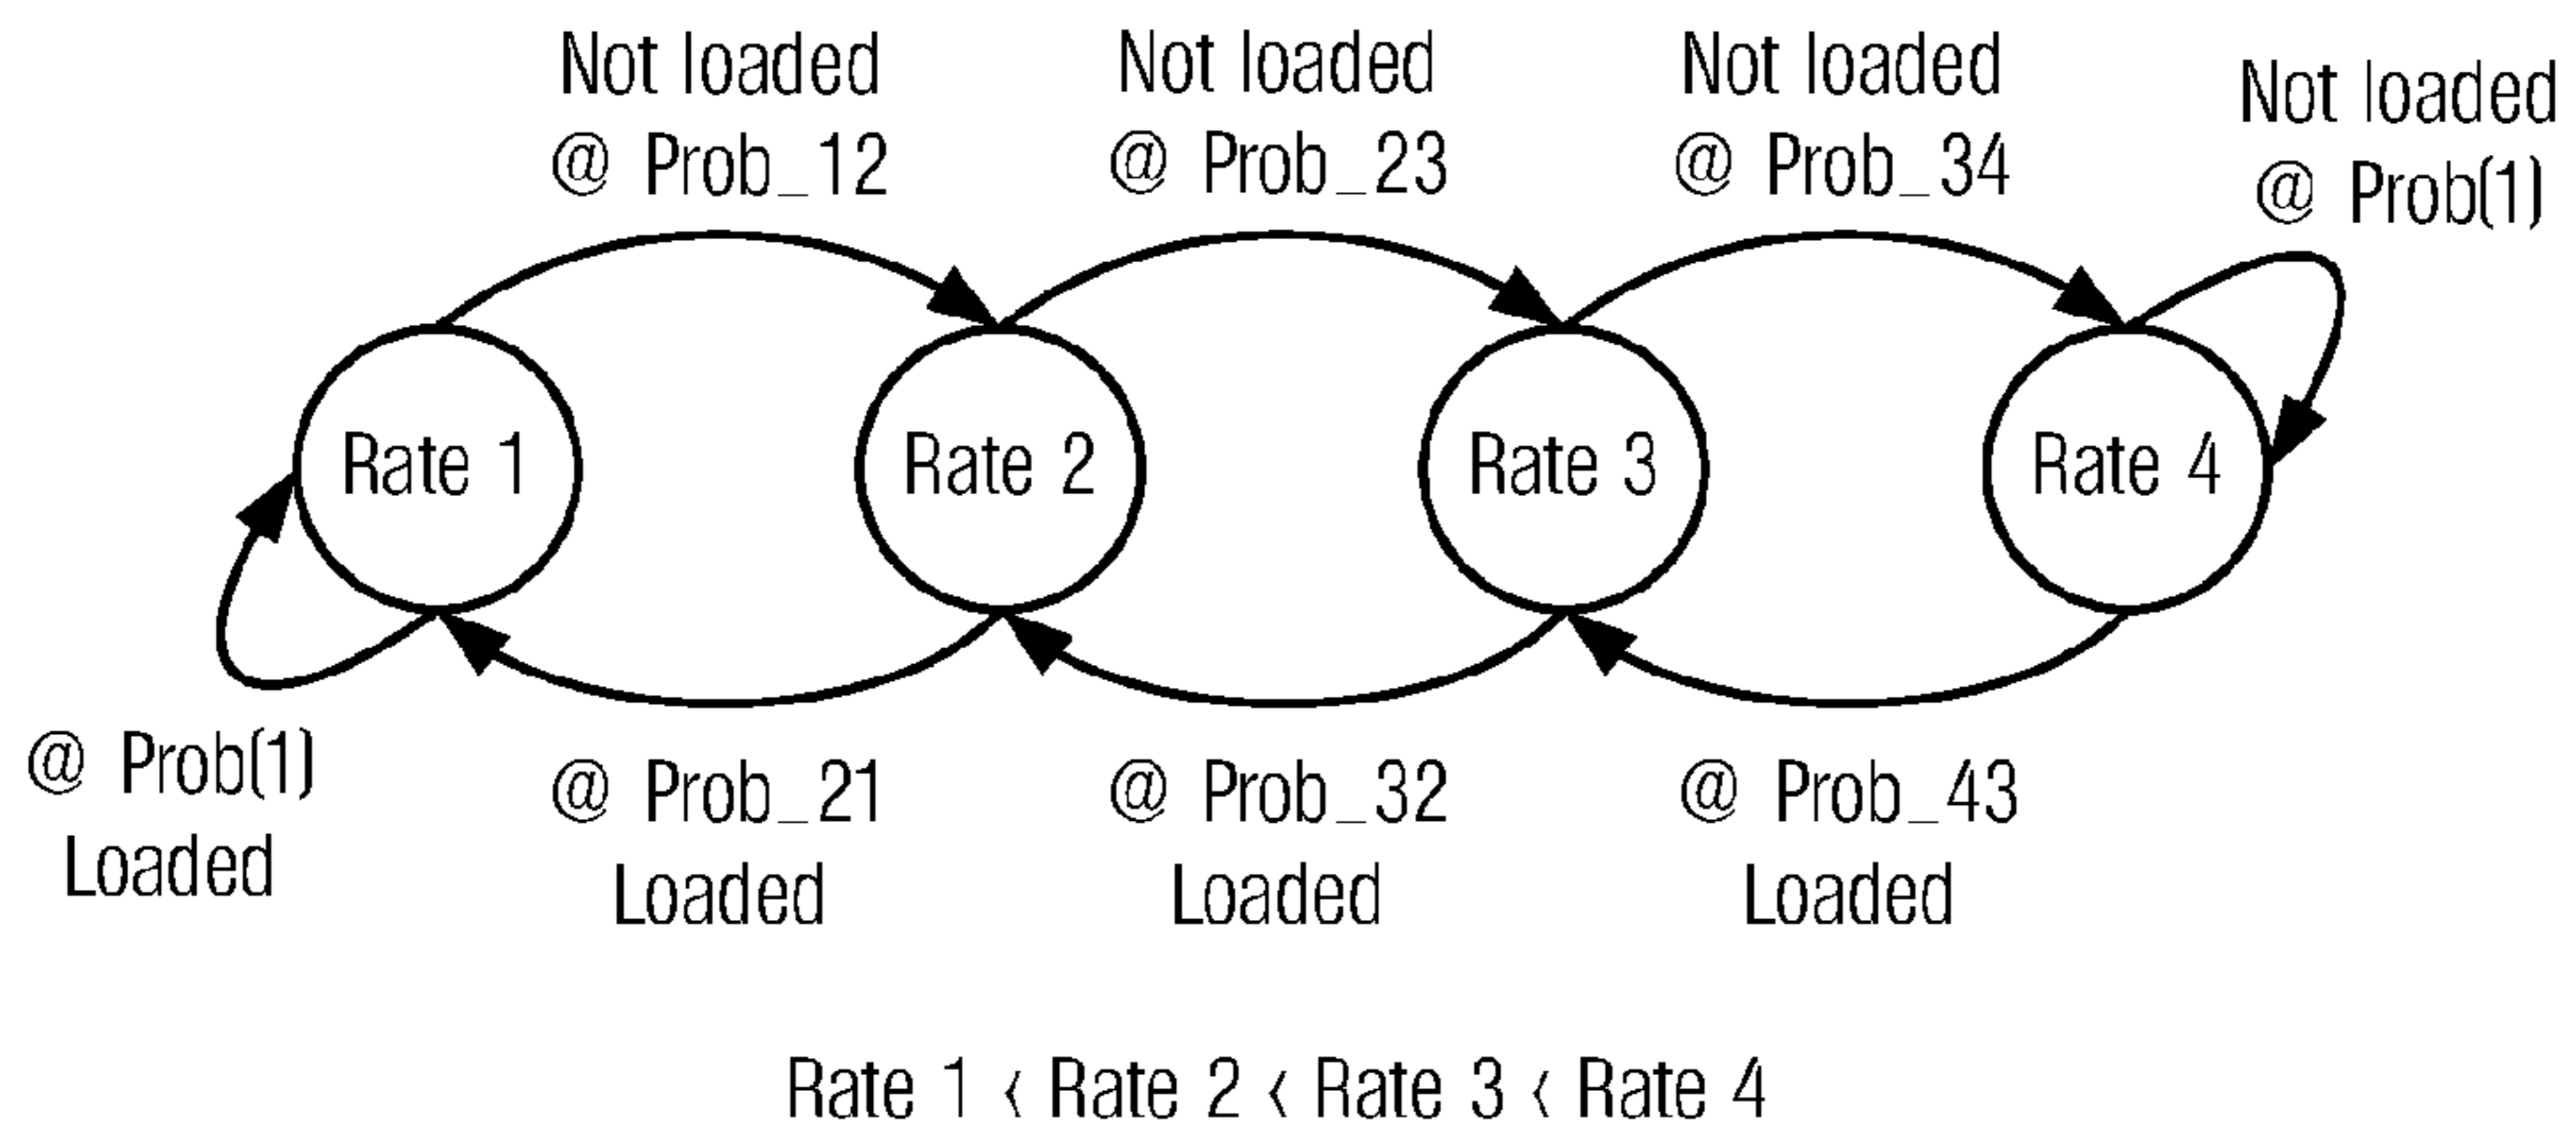 Not loaded
@ Prob_12
Not loaded
@ Prob_23
Not loaded
@ Prob_34
Not loaded
@ Prob(1)
Rate 1
Rate 2
Rate 3
Rate 4
@ Prob(1)
Loaded
@ Prob_21
Loaded
@ Prob_32
Loaded
@ Prob_43
Loaded
Rate 1 < Rate 2 < Rate 3 < Rate 4